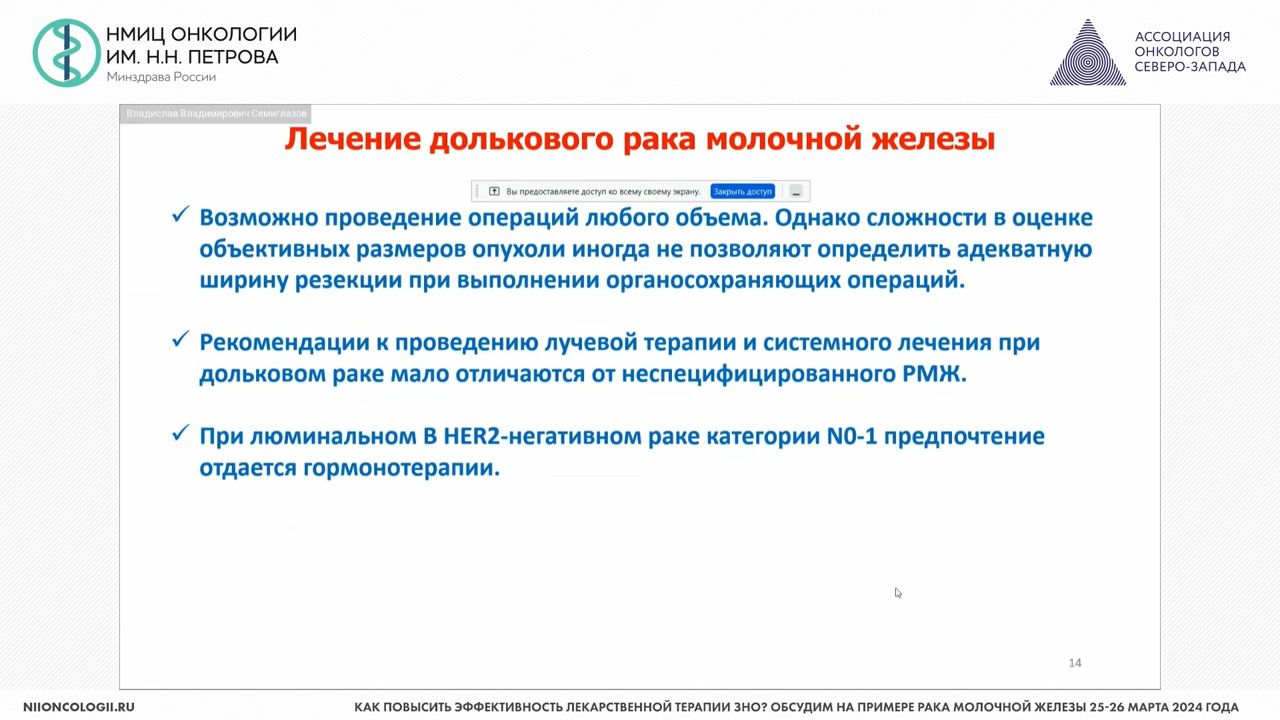 НМИЦ ОНКОЛОГИИ
ИМ. Н.Н. ПЕТРОВА
Минздрава России
АССОЦИАЦИЯ
ОНКОЛОГОВ
СЕВЕРО-ЗАПАДА
Владислав Владимирович Семиглазов
Лечение долькового рака молочной железы
Вы предоставляете доступ ко всему своему экрану. Закрыть доступ
✓ Возможно проведение операций любого объема. Однако сложности в оценке
объективных размеров опухоли иногда не позволяют определить адекватную
ширину резекции при выполнении органосохраняющих операций.
✓ Рекомендации к проведению лучевой терапии и системного лечения при
дольковом раке мало отличаются от неспецифицированного РМЖ.
✓ При люминальном В HER2-негативном раке категории N0-1 предпочтение
отдается гормонотерапии.
14
NIIONCOLOGII.RU
КАК ПОВЫСИТЬ ЭФФЕКТИВНОСТЬ ЛЕКАРСТВЕННОЙ ТЕРАПИИ ЗНО? ОБСУДИМ НА ПРИМЕРЕ РАКА МОЛОЧНОЙ ЖЕЛЕЗЫ 25-26 МАРТА 2024 ГОДА